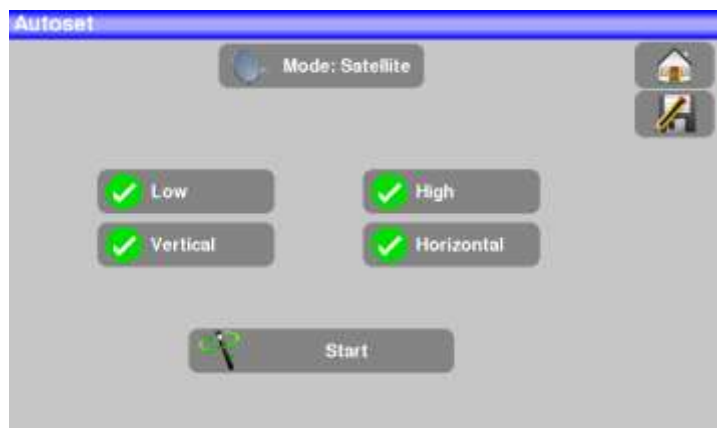 Autoset
Mode: Satellite
Low
High
Vertical
Horizontal
Start